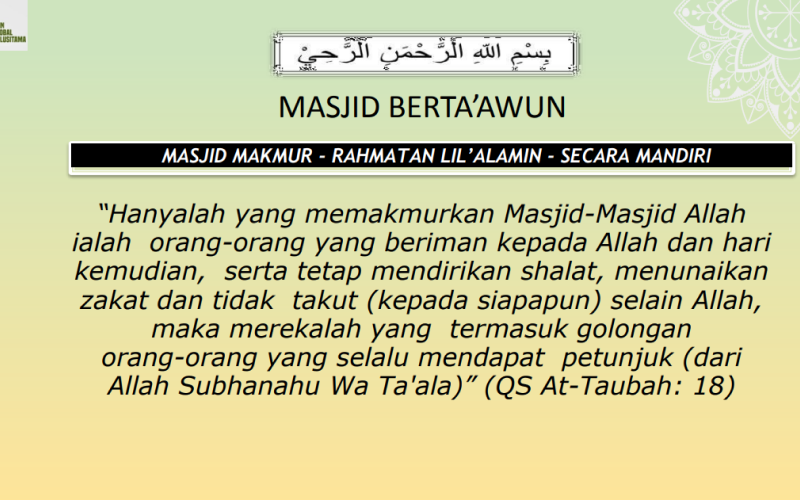 بِسْمِ اللهِ الرَّحْمَنِ الرَّحِيْ
MASJID BERTA’AWUN
MASJID MAKMUR - RAHMATAN LIL’ALAMIN - SECARA MANDIRI
“Hanyalah yang memakmurkan Masjid-Masjid Allah
ialah orang-orang yang beriman kepada Allah dan hari
kemudian, serta tetap mendirikan shalat, menunaikan
zakat dan tidak takut (kepada siapapun) selain Allah,
maka merekalah yang termasuk golongan
orang-orang yang selalu mendapat petunjuk (dari
Allah Subhanahu Wa Ta'ala)” (QS At-Taubah: 18)